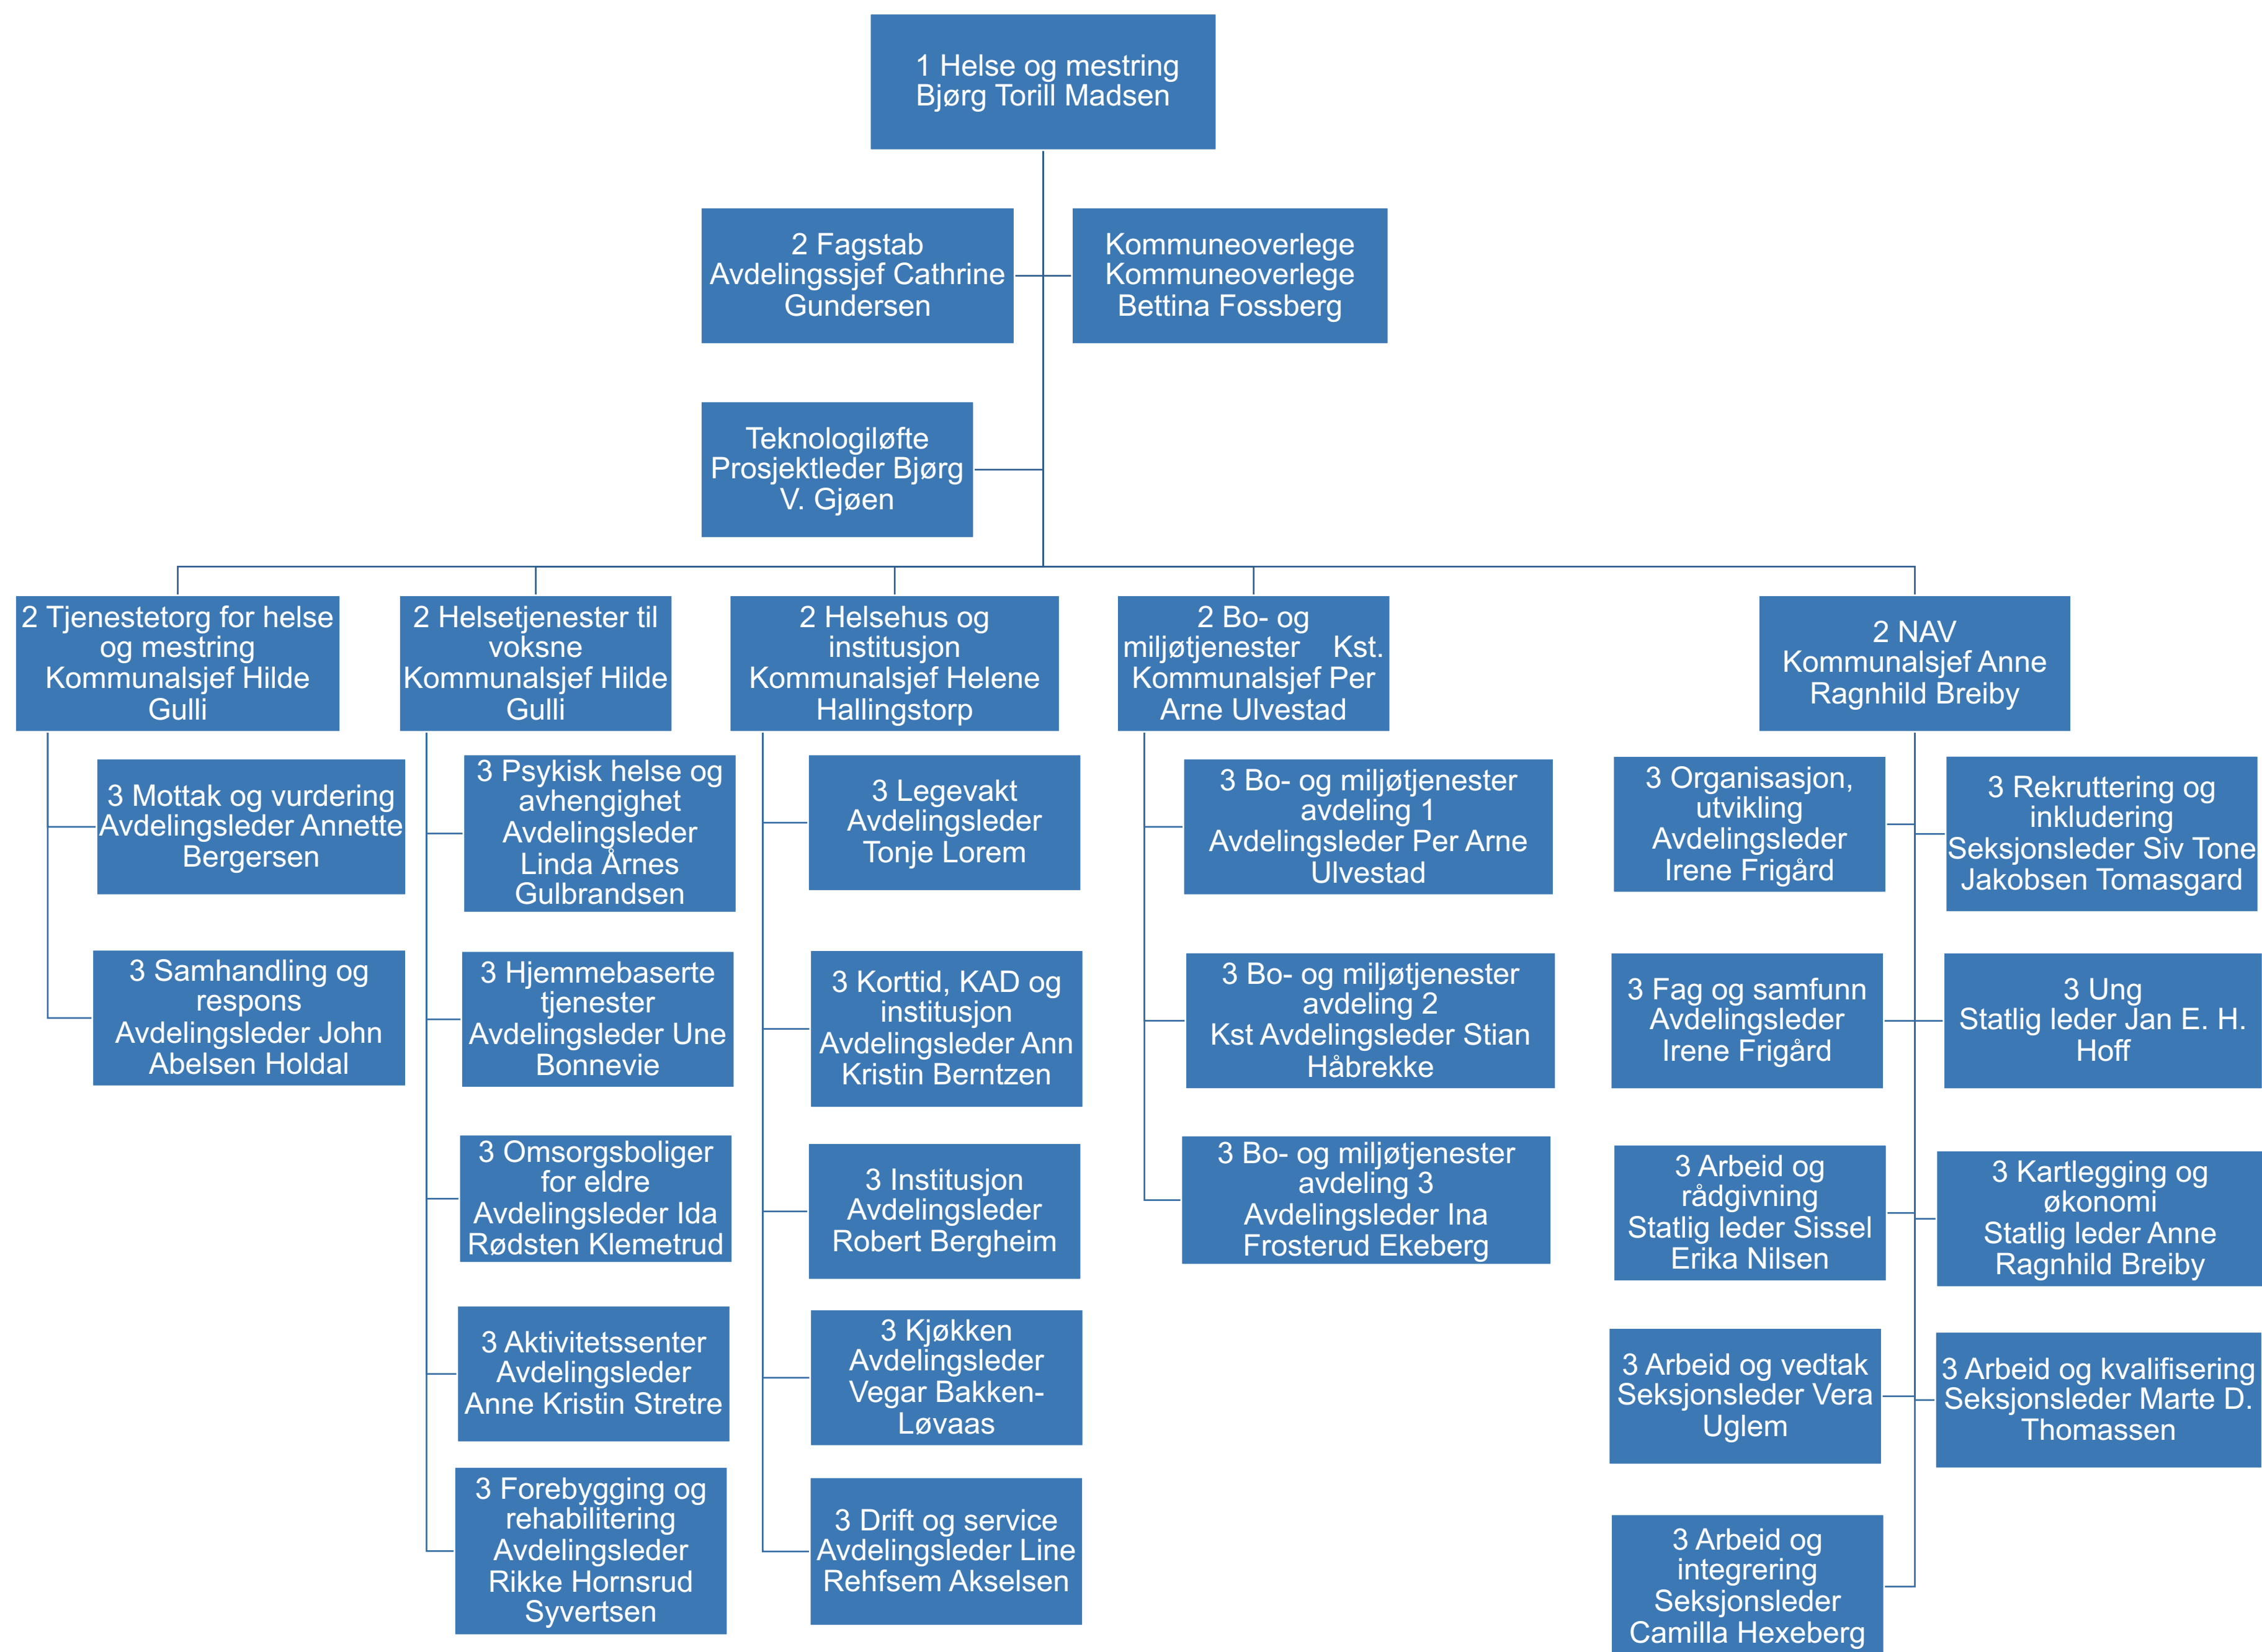 1 Helse og mestring
Bjørg Torill Madsen
2 Fagstab
Avdelingssjef Cathrine
Gundersen
Kommuneoverlege
Kommuneoverlege
Bettina Fossberg
Teknologiløfte
Prosjektleder Bjørg
V. Gjøen
2 Tjenestetorg for helse
og mestring
Kommunalsjef Hilde
Gulli
3 Mottak og vurdering
Avdelingsleder Annette
Bergersen
3 Samhandling og
respons
Avdelingsleder John
Abelsen Holdal
2 Helsetjenester til
voksne
Kommunalsjef Hilde
Gulli
3 Psykisk helse og
avhengighet
Avdelingsleder
Linda Årnes
Gulbrandsen
3 Hjemmebaserte
tjenester
Avdelingsleder Une
Bonnevie
3 Omsorgsboliger
for eldre
Avdelingsleder Ida
Rødsten Klemetrud
3 Aktivitetssenter
Avdelingsleder
Anne Kristin Stretre
3 Forebygging og
rehabilitering
Avdelingsleder
Rikke Hornsrud
Syvertsen
2 Helsehus og
institusjon
Kommunalsjef Helene
Hallingstorp
3 Legevakt
Avdelingsleder
Tonje Lorem
3 Korttid, KAD og
institusjon
Avdelingsleder Ann
Kristin Berntzen
3 Institusjon
Avdelingsleder
Robert Bergheim
3 Kjøkken
Avdelingsleder
Vegar Bakken-
Løvaas
3 Drift og service
Avdelingsleder Line
Rehfsem Akselsen
2 Bo- og
miljøtjenester    Kst.
Kommunalsjef Per
Arne Ulvestad
3 Bo- og miljøtjenester
avdeling 1
Avdelingsleder Per Arne
Ulvestad
3 Bo- og miljøtjenester
avdeling 2
Kst Avdelingsleder Stian
Håbrekke
3 Bo- og miljøtjenester
avdeling 3
Avdelingsleder Ina
Frosterud Ekeberg
2 NAV
Kommunalsjef Anne
Ragnhild Breiby
3 Organisasjon,
utvikling
Avdelingsleder
Irene Frigård
3 Rekruttering og
inkludering
Seksjonsleder Siv Tone
Jakobsen Tomasgard
3 Fag og samfunn
Avdelingsleder
Irene Frigård
3 Ung
Statlig leder Jan E. H.
Hoff
3 Arbeid og
rådgivning
Statlig leder Sissel
Erika Nilsen
3 Kartlegging og
økonomi
Statlig leder Anne
Ragnhild Breiby
3 Arbeid og vedtak
Seksjonsleder Vera
Uglem
3 Arbeid og kvalifisering
Seksjonsleder Marte D.
Thomassen
3 Arbeid og
integrering
Seksjonsleder
Camilla Hexeberg